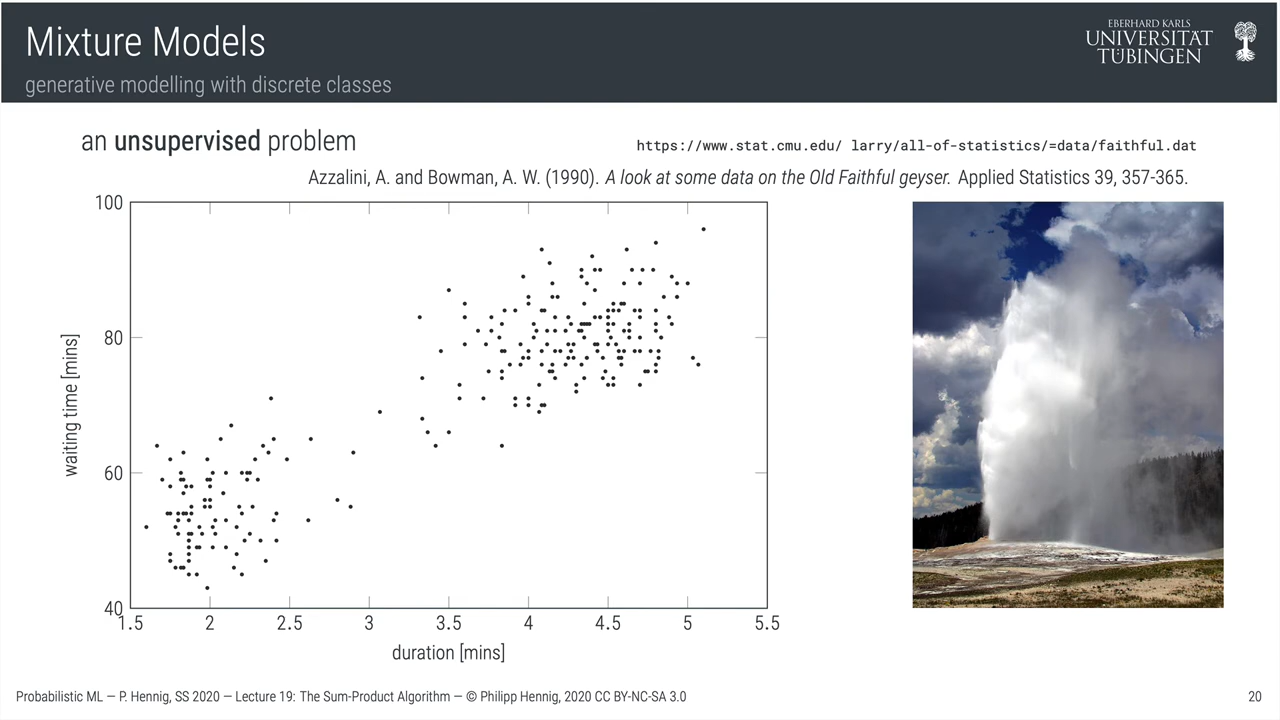 Mixture Models
generative modelling with discrete classes
EBERHARD KARLS
UNIVERSITÄT
TÜBINGEN
an unsupervised problem
https://www.stat.cmu.edu/ larry/all-of-statistics/=data/faithful.dat
Azzalini, A. and Bowman, A. W. (1990). A look at some data on the Old Faithful geyser. Applied Statistics 39, 357-365.
100
80
60
40
waiting time [mins]
1.5 2 2.5 3 3.5 4 4.5 5 5.5
duration [mins]
Probabilistic ML — P. Hennig, SS 2020 — Lecture 19: The Sum-Product Algorithm — © Philipp Hennig, 2020 CC BY-NC-SA 3.0
20